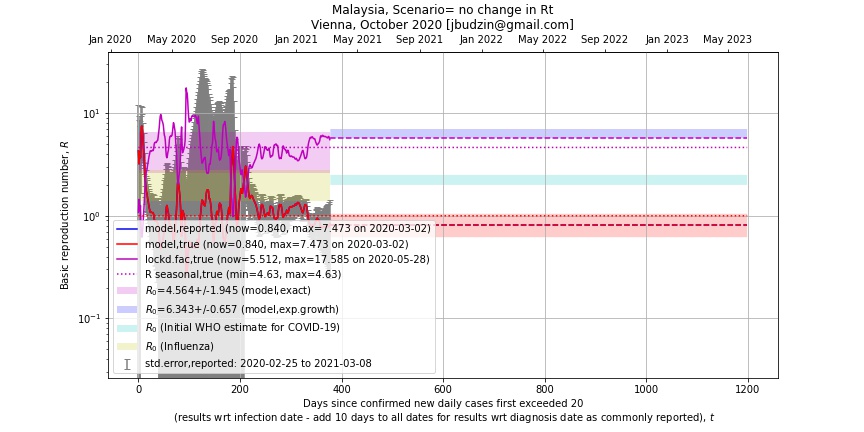 Malaysia, Scenario= no change in Rt
Vienna, October 2020 [jbudzin@gmail.com]
Jan 2020 May 2020 Sep 2020 Jan 2021 May 2021 Sep 2021 Jan 2022 May 2022 Sep 2022 Jan 2023 May 2023
Basic reproduction number, R
10¹
10⁰
10⁻¹
model,reported (now=0.840, max=7.473 on 2020-03-02)
model,true (now=0.840, max=7.473 on 2020-03-02)
lockd.fac,true (now=5.512, max=17.585 on 2020-05-28)
R seasonal,true (min=4.63, max=4.63)
R₀=4.564+/-1.945 (model,exact)
R₀=6.343+/-0.657 (model,exp.growth)
R₀ (Initial WHO estimate for COVID-19)
R₀ (Influenza)
std.error,reported: 2020-02-25 to 2021-03-08
0 200 400 600 800 1000 1200
Days since confirmed new daily cases first exceeded 20
(results wrt infection date - add 10 days to all dates for results wrt diagnosis date as commonly reported), t